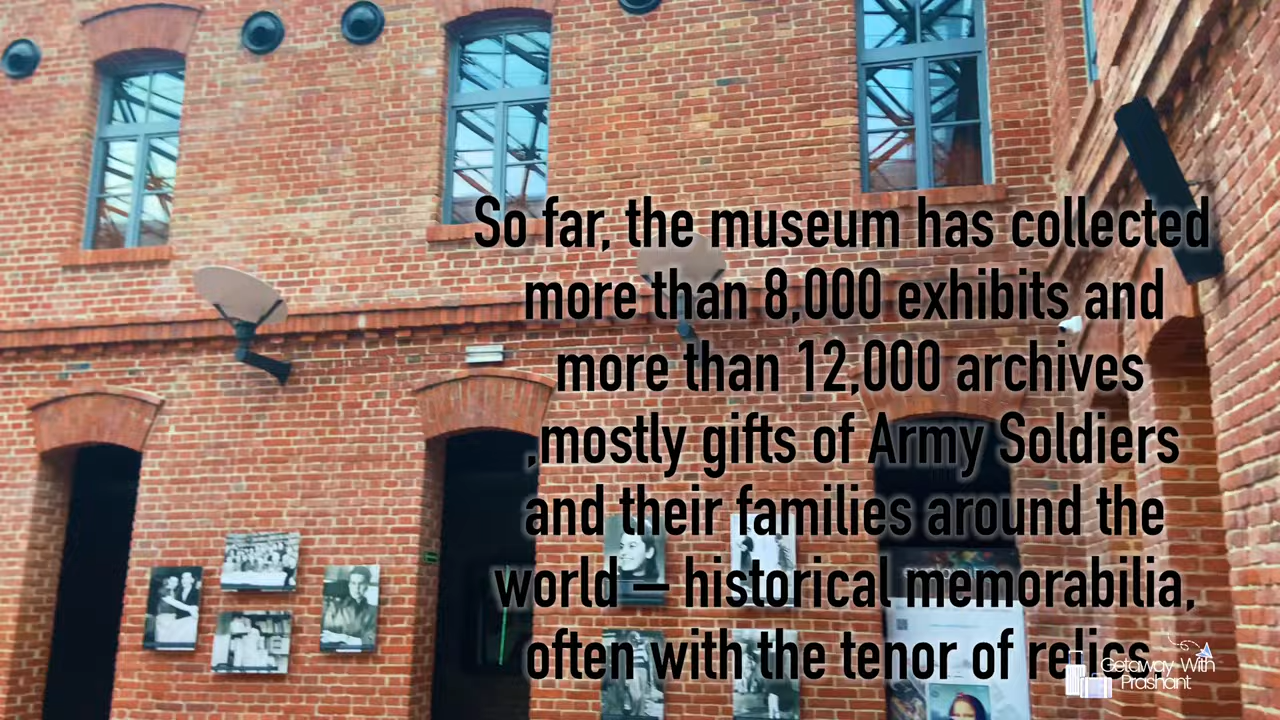 So far, the museum has collected
more than 8,000 exhibits and
more than 12,000 archives
,mostly gifts of Army Soldiers
and their families around the
world – historical memorabilia,
often with the tenor of relics.
Getaway With
Prashant